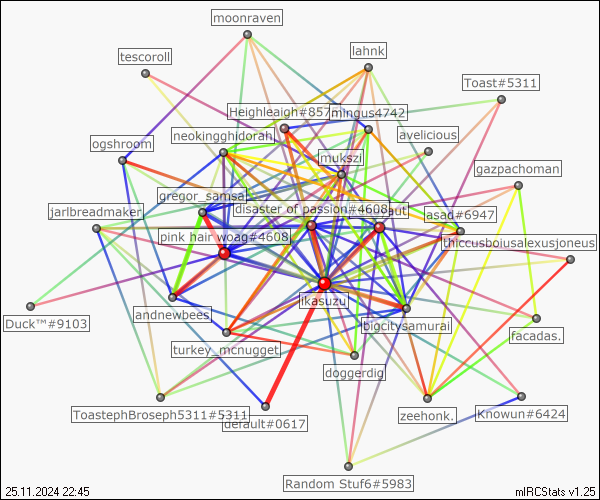 moonraven
tescoroll
lahnk
Toast#5311
Heighleaigh#857
mingus4742
neokingghidorah
avelicious
ogshroom
mukszi
gazpachoman
gregor_samsa
jarlbreadmaker
disaster of passion#4608
aut
lasad#6947
pink hair woag#4608
thiccusboiusalexusjoneus
ikasuzu
Duck™#9103
andnewbees
bigcitysamurai
facadas.
turkey_mcnugget
doggerdig
ToastephBroseph5311#5311
default#0617
zeehonk.
Knowun#6424
Random Stuf6#5983
25.11.2024 22:45
mIRCStats v1.25